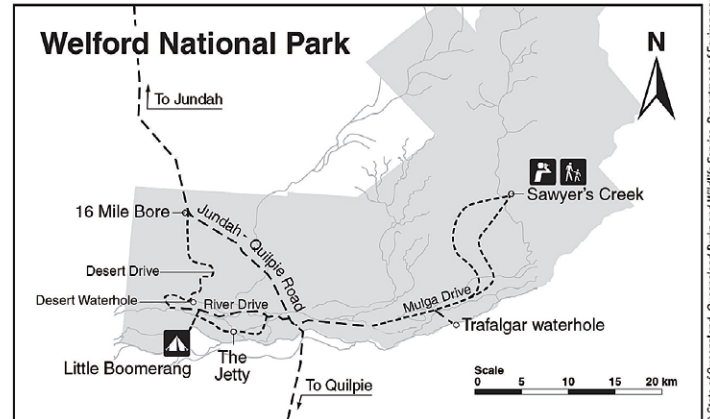 Welford National Park
N
To Jundah
Sawyer's Creek
16 Mile Bore
Jundah - Quilpie Road
Desert Drive
Desert Waterhole
River Drive
Mulga Drive
Trafalgar waterhole
Little Boomerang
The
Jetty
To Quilpie
Scale
0 5 10 15 20 km